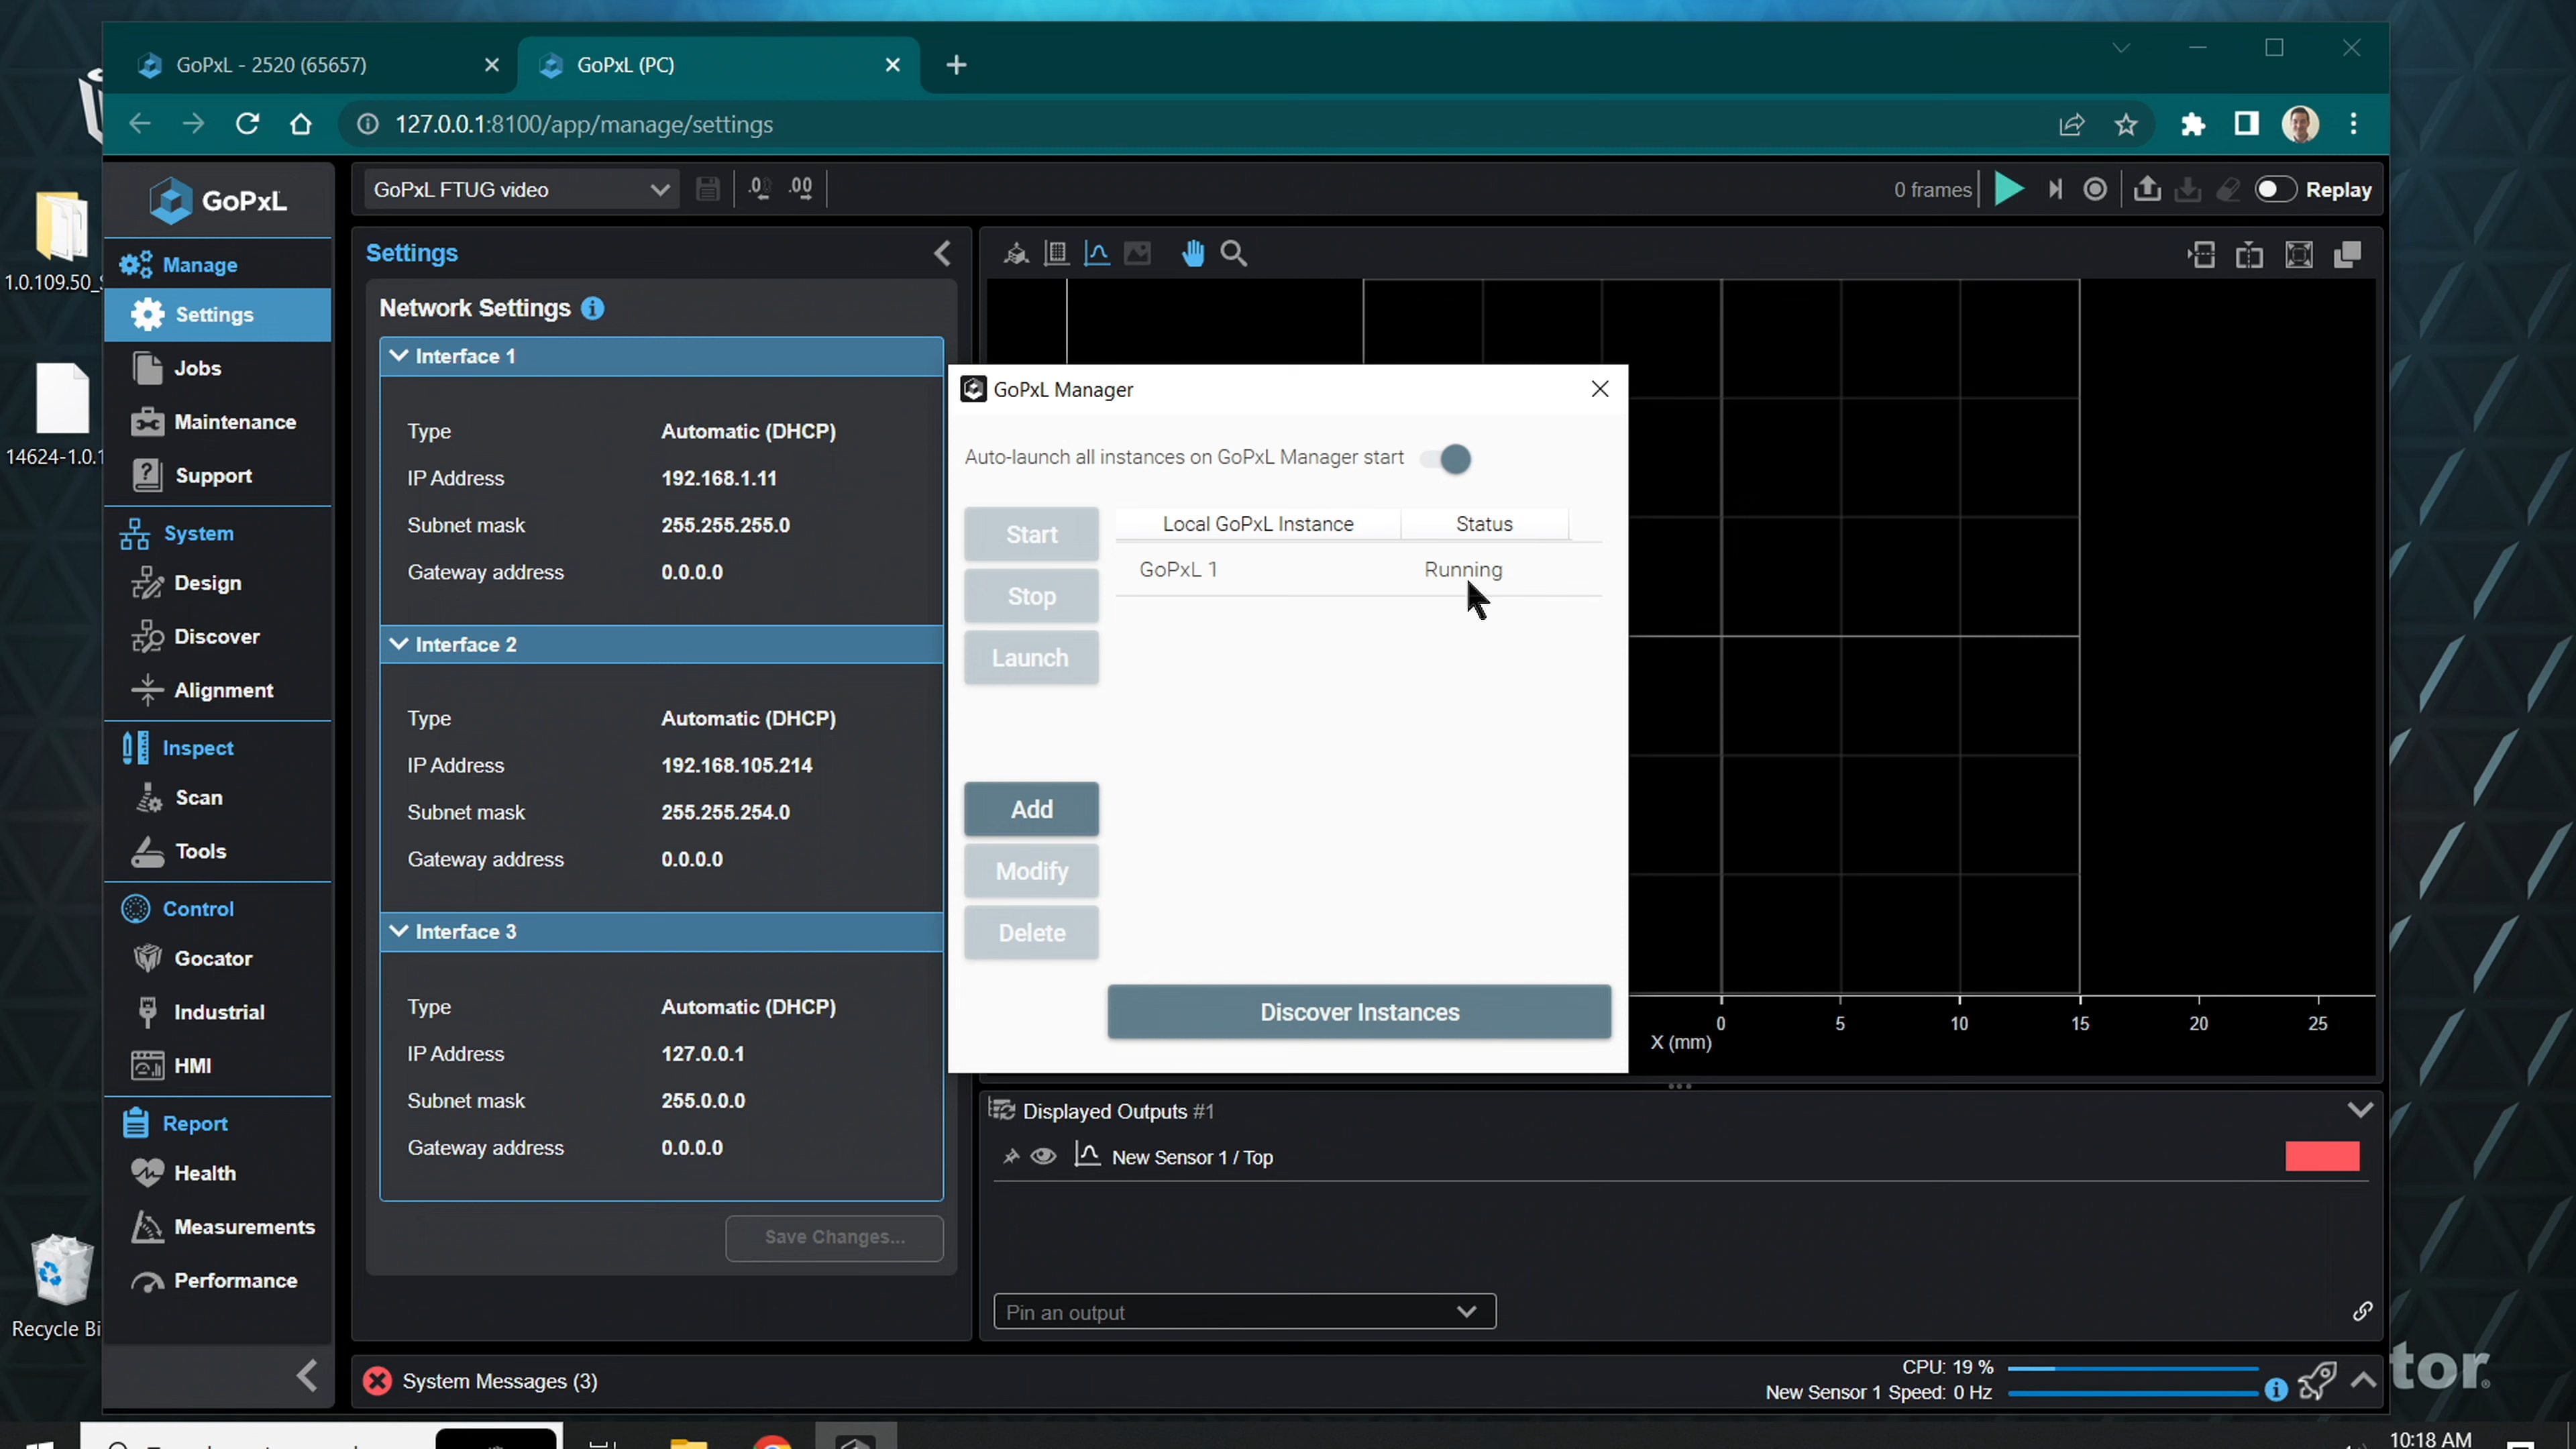 GoPxL - 2520 (65657)
GoPxL (PC)
127.0.0.1:8100/app/manage/settings
GoPxL
GoPxL FTUG video
0 frames
Replay
Manage
Settings
Jobs
Maintenance
Support
System
Design
Discover
Alignment
Inspect
Scan
Tools
Control
Gocator
Industrial
HMI
Report
Health
Measurements
Performance
1.0.109.50_S
14624-1.0.1
Recycle Bi
Settings
Network Settings
Interface 1
Type Automatic (DHCP)
IP Address 192.168.1.11
Subnet mask 255.255.255.0
Gateway address 0.0.0.0
Interface 2
Type Automatic (DHCP)
IP Address 192.168.105.214
Subnet mask 255.255.254.0
Gateway address 0.0.0.0
Interface 3
Type Automatic (DHCP)
IP Address 127.0.0.1
Subnet mask 255.0.0.0
Gateway address 0.0.0.0
Save Changes...
GoPxL Manager
Auto-launch all instances on GoPxL Manager start
Start
Stop
Launch
Local GoPxL Instance Status
GoPxL 1 Running
Add
Modify
Delete
Discover Instances
0 5 10 15 20 25
X (mm)
Displayed Outputs #1
New Sensor 1 / Top
Pin an output
System Messages (3)
CPU: 19 %
New Sensor 1 Speed: 0 Hz
tor
10:18 AM